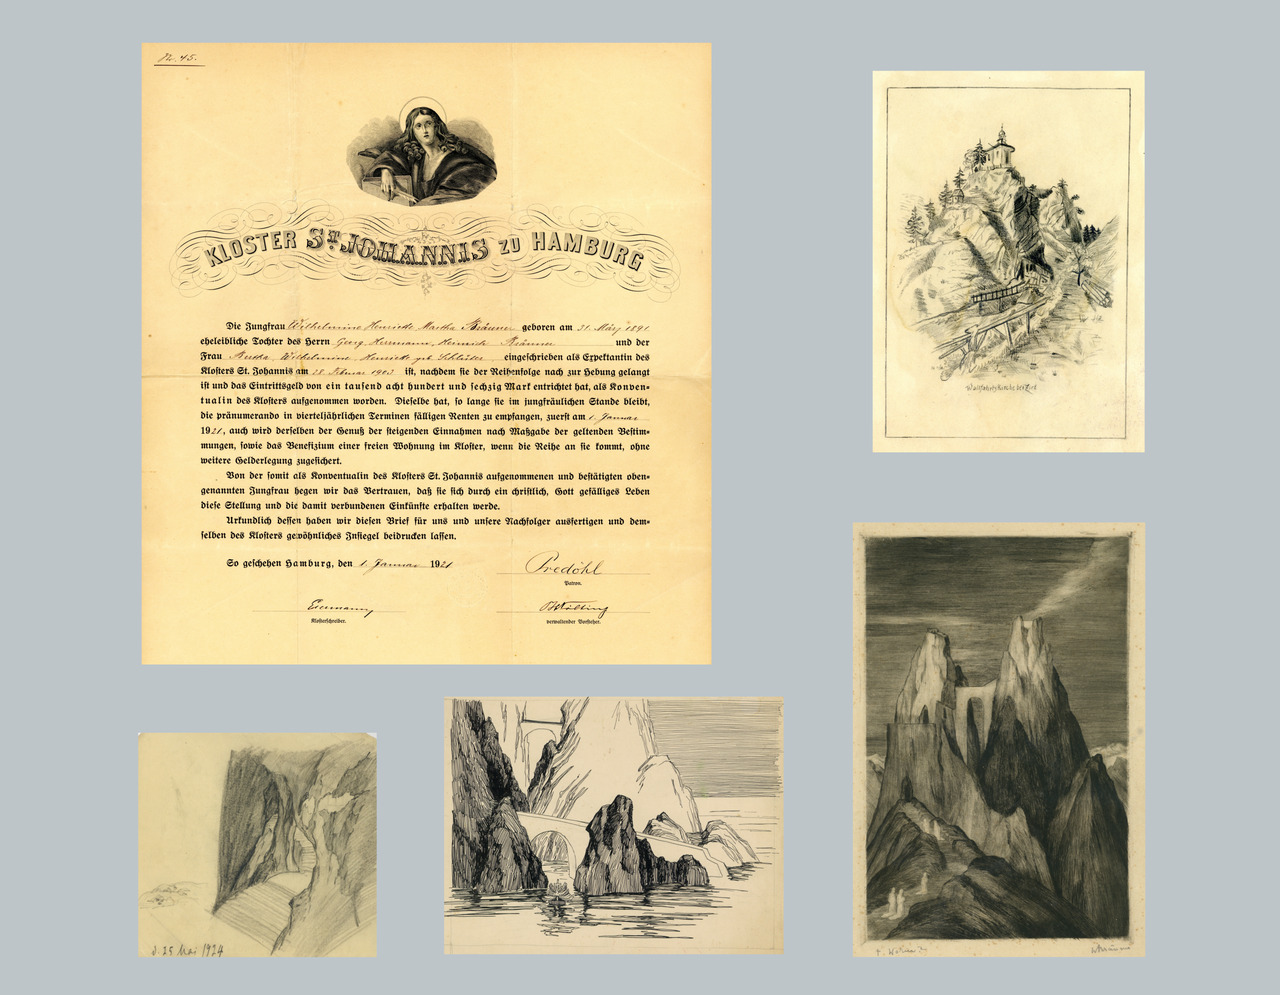 No. 45.
KLOSTER ST. JOHANNIS ZU HAMBURG
Die Jungfrau Wilhelmine Henriette Martha Brünner geboren am 31. März 1891
eheleibliche Tochter des Herrn Georg Herrmann Heinrich Brünner und der
Frau Bertha Wilhelmine Henriette geb. Schlüter eingeschrieben als Expektantin des
Klosters St. Johannis am 28. Februar 1903 ist, nachdem sie der Reihenfolge nach zur Hebung gelangt
ist und das Eintrittsgeld von ein tausend acht hundert und sechzig Mark entrichtet hat, als Konven-
tualin des Klosters aufgenommen worden. Dieselbe hat, so lange sie im jungfräulichen Stande bleibt,
die pränumerando in vierteljährlichen Terminen fälligen Renten zu empfangen, zuerst am 1. Januar
1921, auch wird derselben der Genuß der steigenden Einnahmen nach Maßgabe der geltenden Bestim-
mungen, sowie das Benefizium einer freien Wohnung im Kloster, wenn die Reihe an sie kommt, ohne
weitere Gelderlegung zugesichert.
Von der somit als Konventualin des Klosters St. Johannis aufgenommenen und bestätigten oben-
genannten Jungfrau hegen wir das Vertrauen, daß sie sich durch ein christlich, Gott gefälliges Leben
diese Stellung und die damit verbundenen Einkünfte erhalten werde.
Urkundlich dessen haben wir diesen Brief für uns und unsere Nachfolger ausfertigen und dem-
selben des Klosters gewöhnliches Insiegel beidrucken lassen.
So geschehen Hamburg, den 1. Januar 1921
Predöhl
Patron.
Klosterschreiber.
verwaltender Vorsteher.
Wallfahrts Kirche bei Zirl
d. 25 Mai 1924